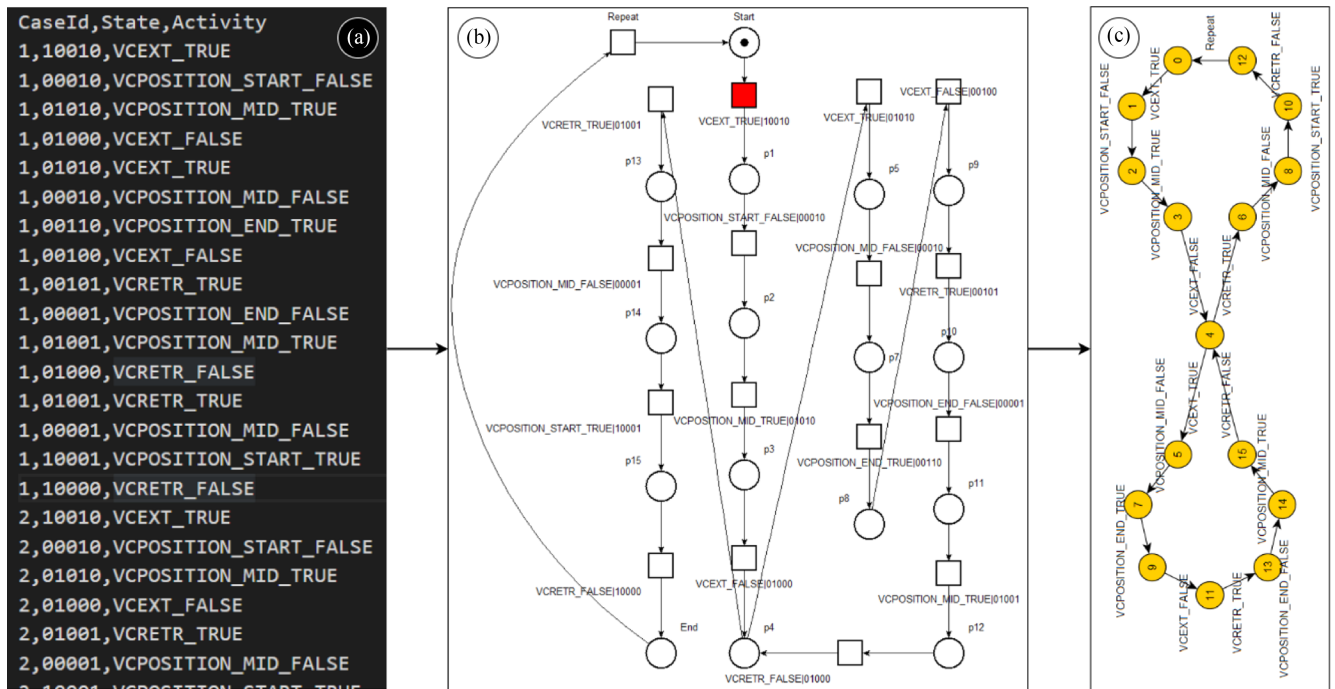 CaseId,State,Activity
(a)
1,10010,VCEXT_TRUE
1,00010,VCPOSITION_START_FALSE
1,01010,VCPOSITION_MID_TRUE
1,01000,VCEXT_FALSE
1,01010,VCEXT_TRUE
1,00010,VCPOSITION_MID_FALSE
1,00110,VCPOSITION_END_TRUE
1,00100,VCEXT_FALSE
1,00101,VCRETR_TRUE
1,00001,VCPOSITION_END_FALSE
1,01001,VCPOSITION_MID_TRUE
1,01000,VCRETR_FALSE
1,01001,VCRETR_TRUE
1,00001,VCPOSITION_MID_FALSE
1,10001,VCPOSITION_START_TRUE
1,10000,VCRETR_FALSE
2,10010,VCEXT_TRUE
2,00010,VCPOSITION_START_FALSE
2,01010,VCPOSITION_MID_TRUE
2,01000,VCEXT_FALSE
2,01001,VCRETR_TRUE
2,00001,VCPOSITION_MID_FALSE
2,10001,VCPOSITION_START_TRUE
(b)
Repeat
Start
VCRETR_TRUE|01001
p13
VCPOSITION_MID_FALSE|00001
p14
VCPOSITION_START_TRUE|10001
p15
VCRETR_FALSE|10000
End
VCEXT_TRUE|10010
p1
VCPOSITION_START_FALSE|00010
p2
VCPOSITION_MID_TRUE|01010
p3
VCEXT_FALSE|01000
p4
VCEXT_TRUE|01010
p5
VCPOSITION_MID_FALSE|00010
p7
VCPOSITION_END_TRUE|00110
p8
VCEXT_FALSE|00100
p9
VCRETR_TRUE|00101
p10
VCPOSITION_END_FALSE|00001
p11
VCPOSITION_MID_TRUE|01001
p12
VCRETR_FALSE|01000
(c)
Repeat
0
VCEXT_TRUE
1
VCPOSITION_START_FALSE
2
VCPOSITION_MID_TRUE
3
VCEXT_FALSE
4
VCEXT_TRUE
5
VCPOSITION_MID_FALSE
7
VCPOSITION_END_TRUE
9
VCEXT_FALSE
11
VCRETR_TRUE
13
VCPOSITION_END_FALSE
14
VCPOSITION_MID_TRUE
15
VCRETR_FALSE
VCRETR_TRUE
6
VCPOSITION_MID_FALSE
8
VCPOSITION_START_TRUE
10
VCRETR_FALSE
12